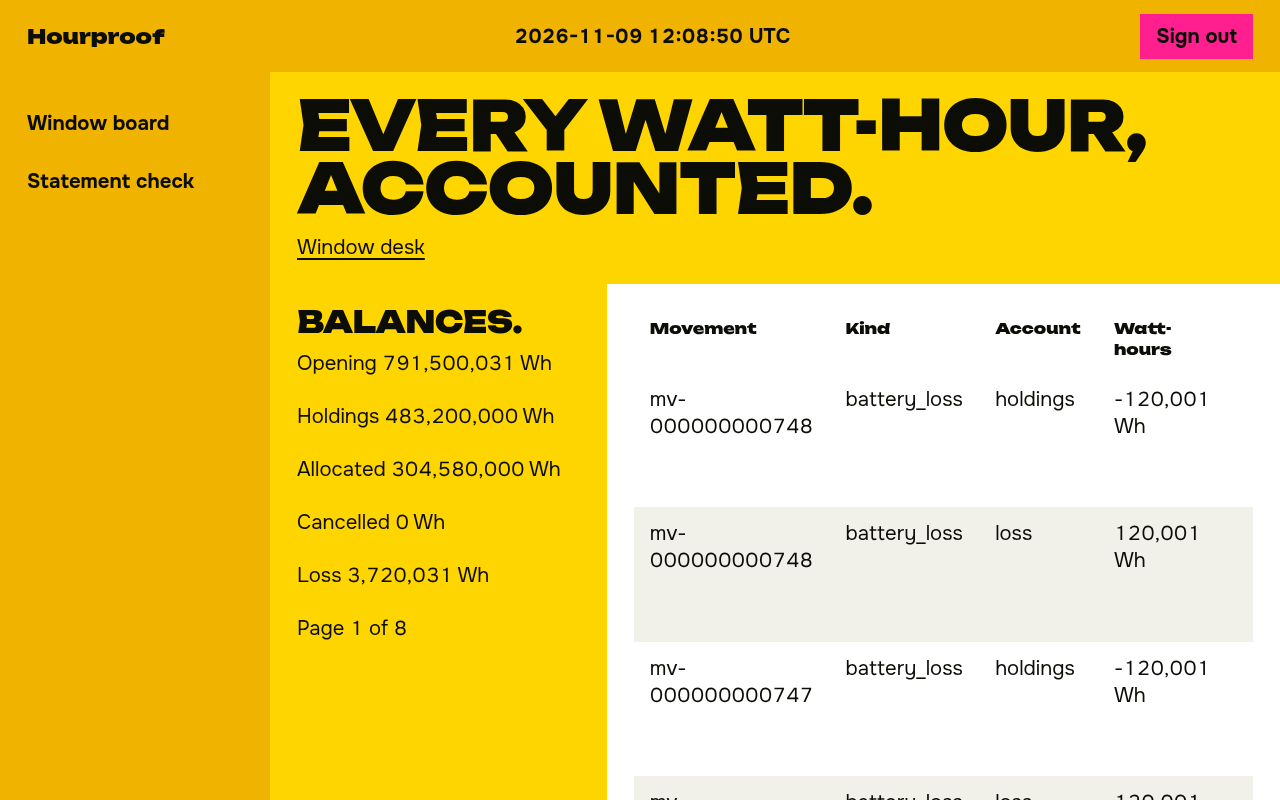 Hourproof
2026-11-09 12:08:50 UTC
Sign out
Window board
Statement check
EVERY WATT-HOUR,
ACCOUNTED.
Window desk
BALANCES.
Opening 791,500,031 Wh
Holdings 483,200,000 Wh
Allocated 304,580,000 Wh
Cancelled 0 Wh
Loss 3,720,031 Wh
Page 1 of 8
Movement Kind Account Watt-
hours
mv- battery_loss holdings -120,001
000000000748 Wh
mv- battery_loss loss 120,001
000000000748 Wh
mv- battery_loss holdings -120,001
000000000747 Wh